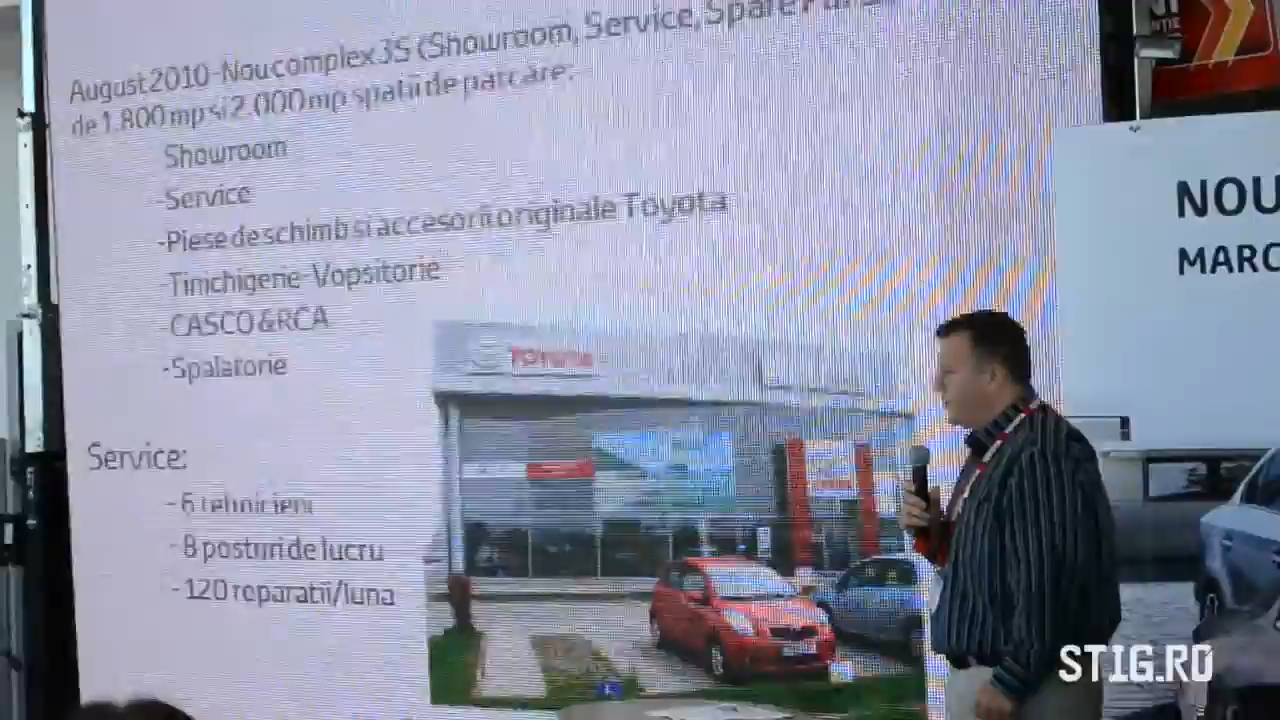 August 2010 - Nou complex 3S (Showroom, Service, Spare
de 1.800 mp si 2.000 mp spatii de parcare:
Showroom
-Service
-Piese de schimb si accesorii originale Toyota
-Tinichigerie-Vopsitorie
-CASCO & RCA
-Spalatorie
Service:
- 6 tehnicieni
- 8 posturi de lucru
- 120 reparatii/luna
TOYOTA
NOU
MARC
STIG.RO